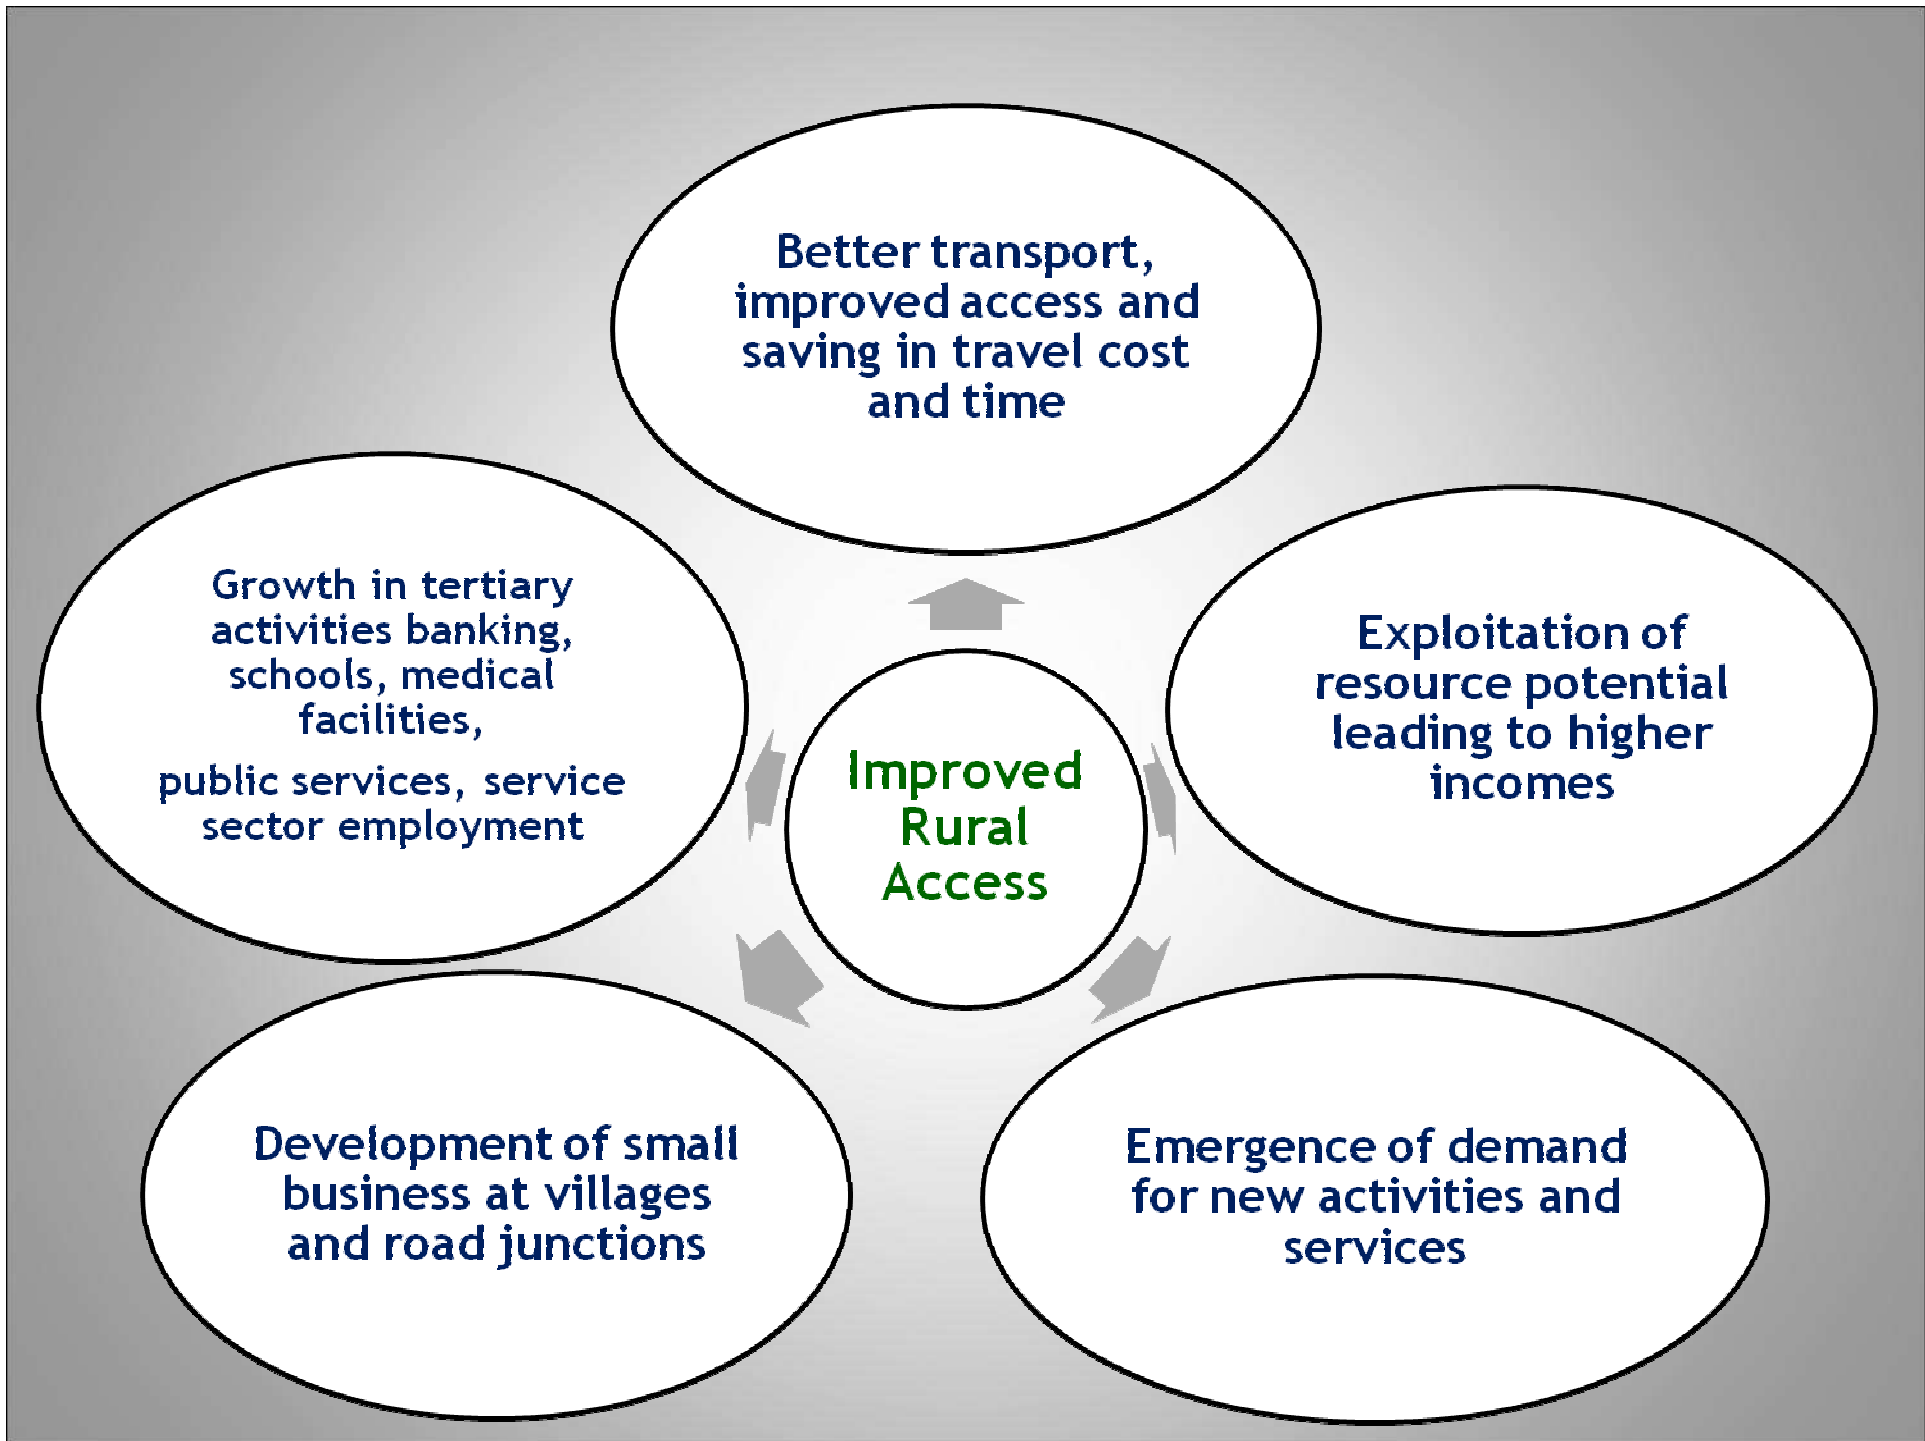 Better transport,
improved access and
saving in travel cost
and time
Growth in tertiary
activities banking,
schools, medical
facilities,
public services, service
sector employment
Exploitation of
resource potential
leading to higher
incomes
Improved
Rural
Access
Development of small
business at villages
and road junctions
Emergence of demand
for new activities and
services